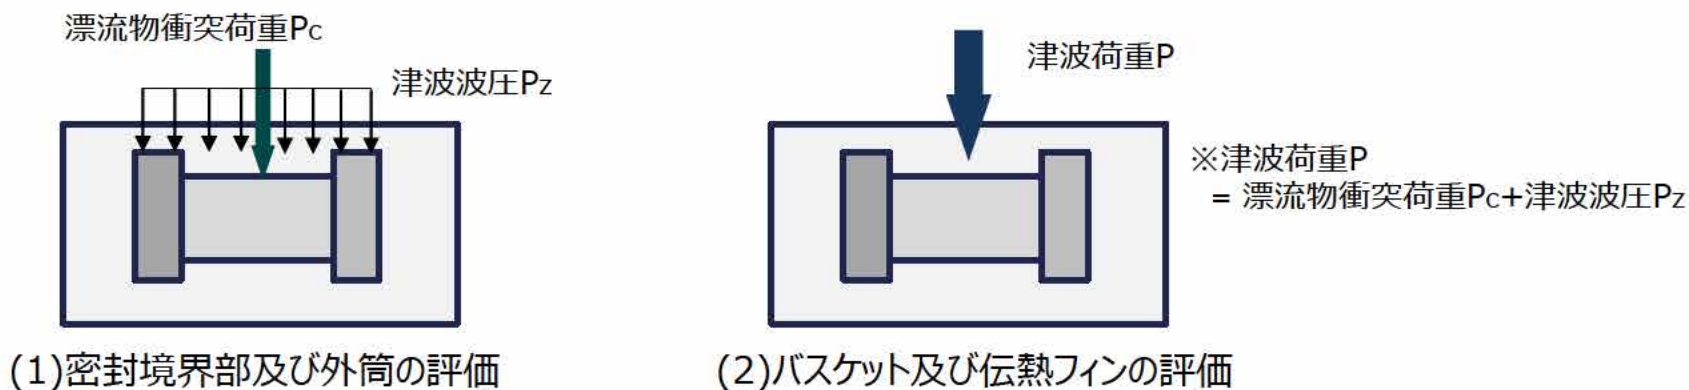 漂流物衝突荷重Pc
津波波圧Pz
(1)密封境界部及び外筒の評価
津波荷重P
※津波荷重P
= 漂流物衝突荷重Pc+津波波圧Pz
(2)バスケット及び伝熱フィンの評価